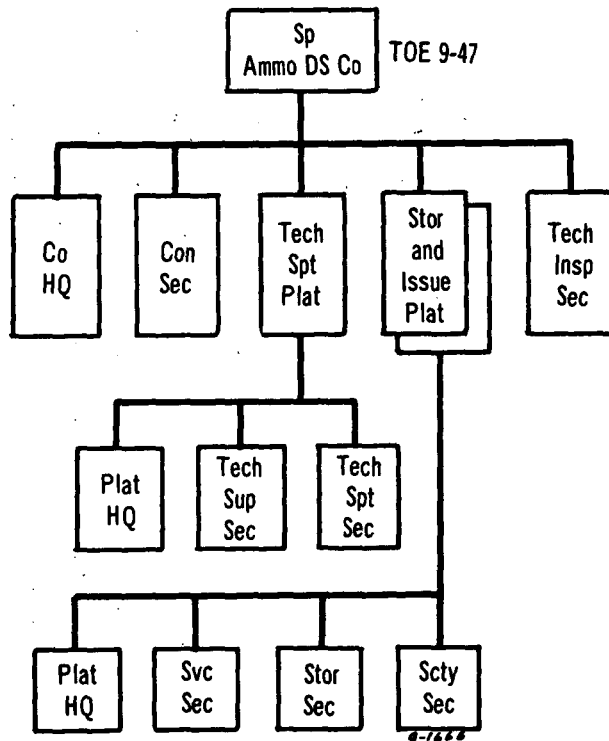 Sp
Ammo DS Co
TOE 9-47
Co
HQ
Con
Sec
Tech
Spt
Plat
Stor
and
Issue
Plat
Tech
Insp
Sec
Plat
HQ
Tech
Sup
Sec
Tech
Spt
Sec
Plat
HQ
Svc
Sec
Stor
Sec
Scty
Sec
a-1666